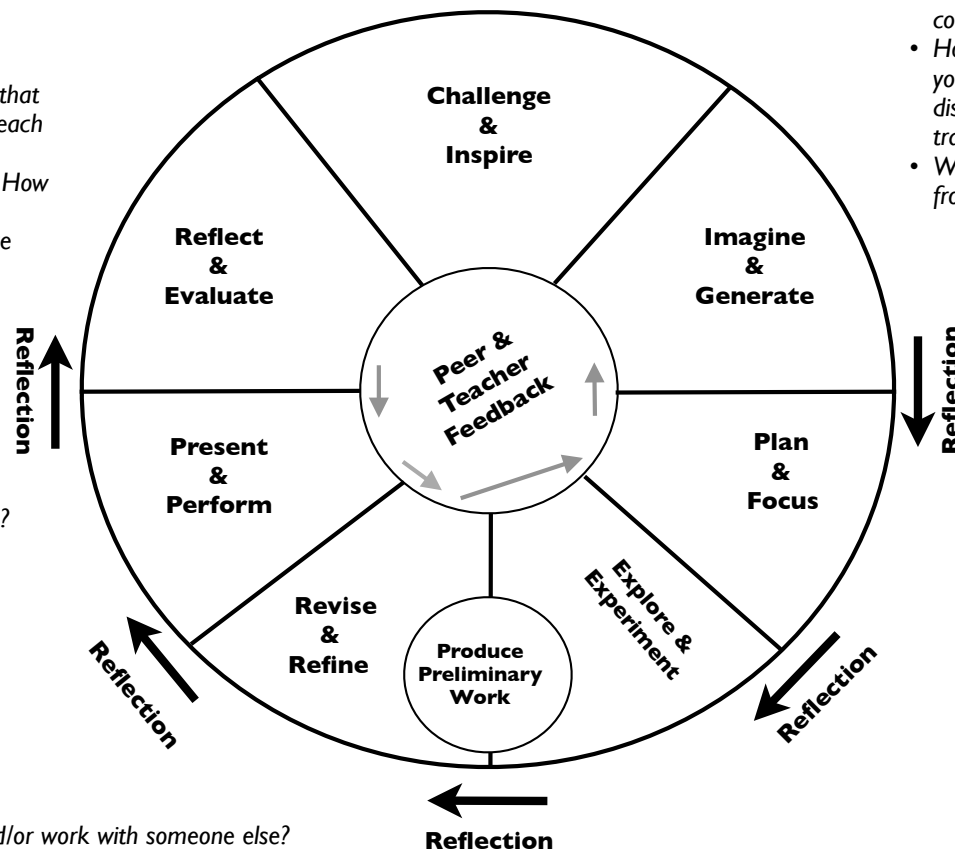 that
each
How
e
?
d/or work with someone else?
co
• Ho
yo
dis
tra
• W
fro
Challenge
&
Inspire
Imagine
&
Generate
Plan
&
Focus
Explore &
Experiment
Produce
Preliminary
Work
Revise
&
Refine
Present
&
Perform
Reflect
&
Evaluate
Peer &
Teacher
Feedback
Reflection
Reflection
Reflection
Reflection
Reflection